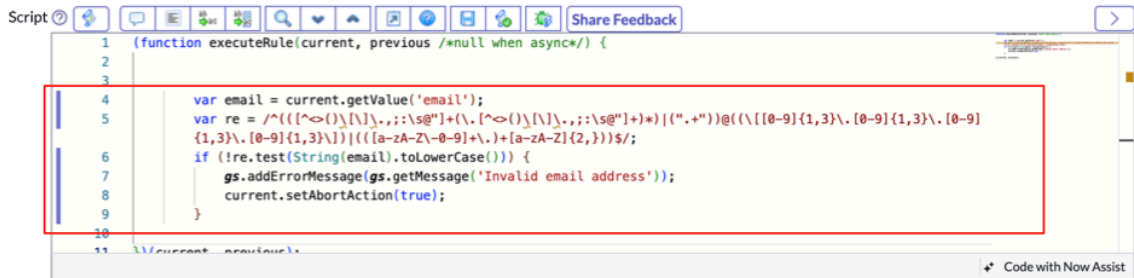 Script
Share Feedback
1 (function executeRule(current, previous /*null when async*/) {
2
3
4 var email = current.getValue('email');
5 var re = /^(([^<>()\[\]\.,;:\s@"]+(\.[^<>()\[\]\.,;:\s@"]+)*)|(".+"))@((\[[0-9]{1,3}\.[0-9]{1,3}\.[0-9]
{1,3}\.[0-9]{1,3}\])|(([a-zA-Z\-0-9]+\.)+[a-zA-Z]{2,}))$/;
6 if (!re.test(String(email).toLowerCase())) {
7 gs.addErrorMessage(gs.getMessage('Invalid email address'));
8 current.setAbortAction(true);
9 }
10
11 })(current, previous);
Code with Now Assist